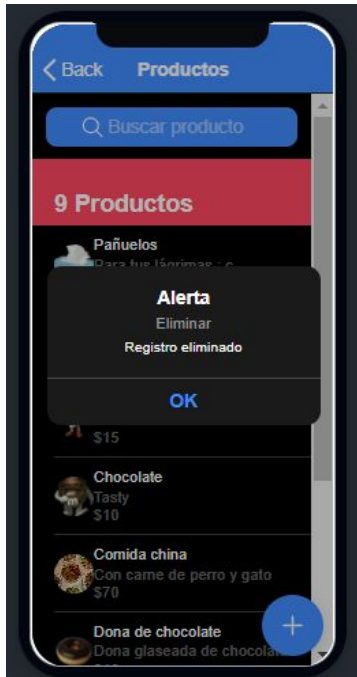 Back Productos
Buscar producto
9 Productos
Pañuelos
Para tus lágrimas : c
Alerta
Eliminar
Registro eliminado
OK
$15
Chocolate
Tasty
$10
Comida china
Con carne de perro y gato
$70
Dona de chocolate
Dona glaseada de chocolate